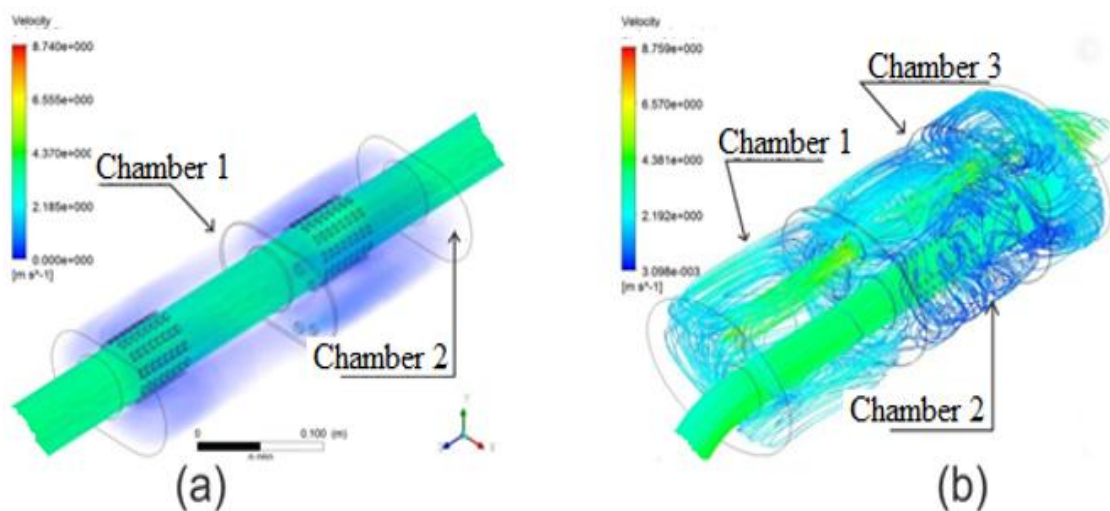 Velocity
8.740e+000
6.555e+000
4.370e+000
2.185e+000
0.000e+000
[m s^-1]
Chamber 1
Chamber 2
0
0.100 (m)
(a)
Velocity
8.759e+000
6.570e+000
4.381e+000
2.192e+000
3.098e-003
[m s^-1]
Chamber 3
Chamber 1
Chamber 2
(b)